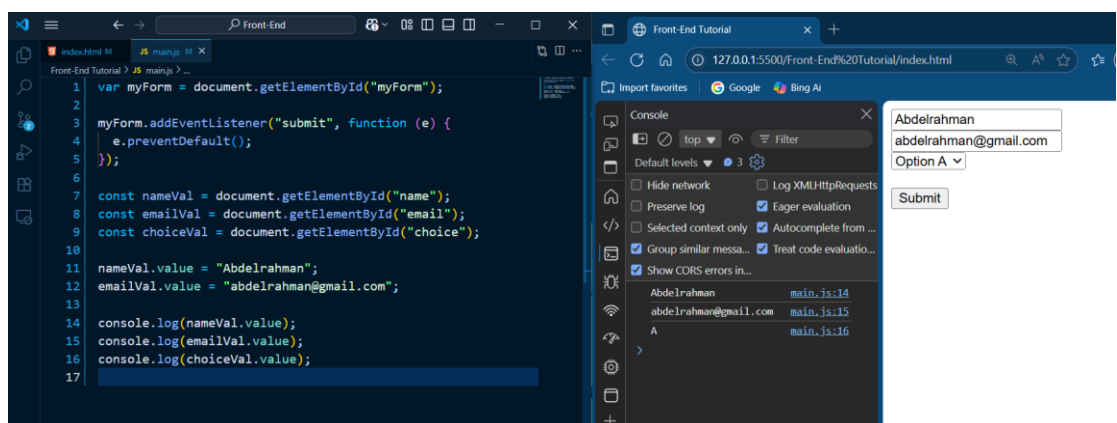 Front-End
index.html M
JS main.js M
Front-End Tutorial > JS main.js > ...
1 var myForm = document.getElementById("myForm");
2
3 myForm.addEventListener("submit", function (e) {
4 e.preventDefault();
5 });
6
7 const nameVal = document.getElementById("name");
8 const emailVal = document.getElementById("email");
9 const choiceVal = document.getElementById("choice");
10
11 nameVal.value = "Abdelrahman";
12 emailVal.value = "abdelrahman@gmail.com";
13
14 console.log(nameVal.value);
15 console.log(emailVal.value);
16 console.log(choiceVal.value);
17
2
Front-End Tutorial
127.0.0.1:5500/Front-End%20Tutorial/index.html
Import favorites
Google
Bing Ai
Console
top
Filter
Default levels
3
Hide network
Log XMLHttpRequests
Preserve log
Eager evaluation
Selected context only
Autocomplete from ...
Group similar messa...
Treat code evaluatio...
Show CORS errors in...
Abdelrahman main.js:14
abdelrahman@gmail.com main.js:15
A main.js:16
Abdelrahman
abdelrahman@gmail.com
Option A
Submit